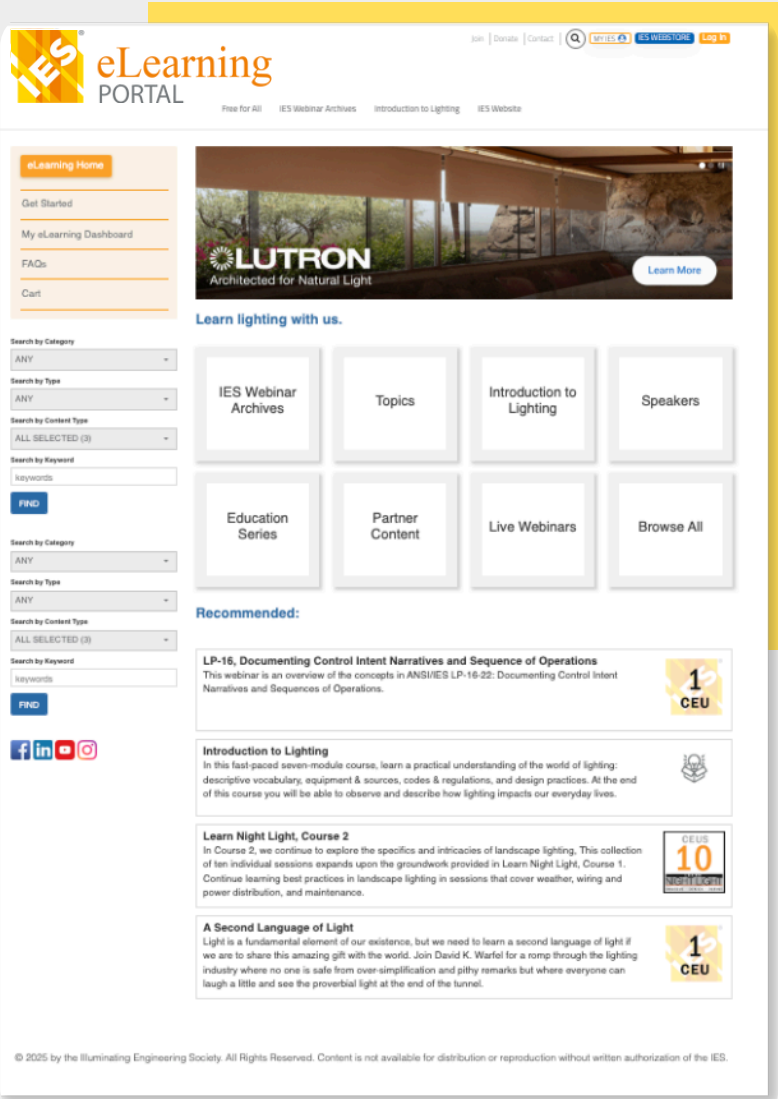 Join | Donate | Contact | MY IES IES WEBSTORE Log In
IES
eLearning
PORTAL
Free for All IES Webinar Archives Introduction to Lighting IES Website
eLearning Home
Get Started
My eLearning Dashboard
FAQs
Cart
Search by Category
ANY
Search by Type
ANY
Search by Content Type
ALL SELECTED (3)
Search by Keyword
keywords
FIND
Search by Category
ANY
Search by Type
ANY
Search by Content Type
ALL SELECTED (3)
Search by Keyword
keywords
FIND
LUTRON
Architected for Natural Light
Learn More
Learn lighting with us.
IES Webinar
Archives
Topics
Introduction to
Lighting
Speakers
Education
Series
Partner
Content
Live Webinars
Browse All
Recommended:
LP-16, Documenting Control Intent Narratives and Sequence of Operations
This webinar is an overview of the concepts in ANSI/IES LP-16-22: Documenting Control Intent
Narratives and Sequences of Operations.
1
CEU
Introduction to Lighting
In this fast-paced seven-module course, learn a practical understanding of the world of lighting:
descriptive vocabulary, equipment & sources, codes & regulations, and design practices. At the end
of this course you will be able to observe and describe how lighting impacts our everyday lives.
Learn Night Light, Course 2
In Course 2, we continue to explore the specifics and intricacies of landscape lighting, This collection
of ten individual sessions expands upon the groundwork provided in Learn Night Light, Course 1.
Continue learning best practices in landscape lighting in sessions that cover weather, wiring and
power distribution, and maintenance.
CEUS
10
NIGHT LIGHT
A Second Language of Light
Light is a fundamental element of our existence, but we need to learn a second language of light if
we are to share this amazing gift with the world. Join David K. Warfel for a romp through the lighting
industry where no one is safe from over-simplification and pithy remarks but where everyone can
laugh a little and see the proverbial light at the end of the tunnel.
1
CEU
© 2025 by the Illuminating Engineering Society. All Rights Reserved. Content is not available for distribution or reproduction without written authorization of the IES.